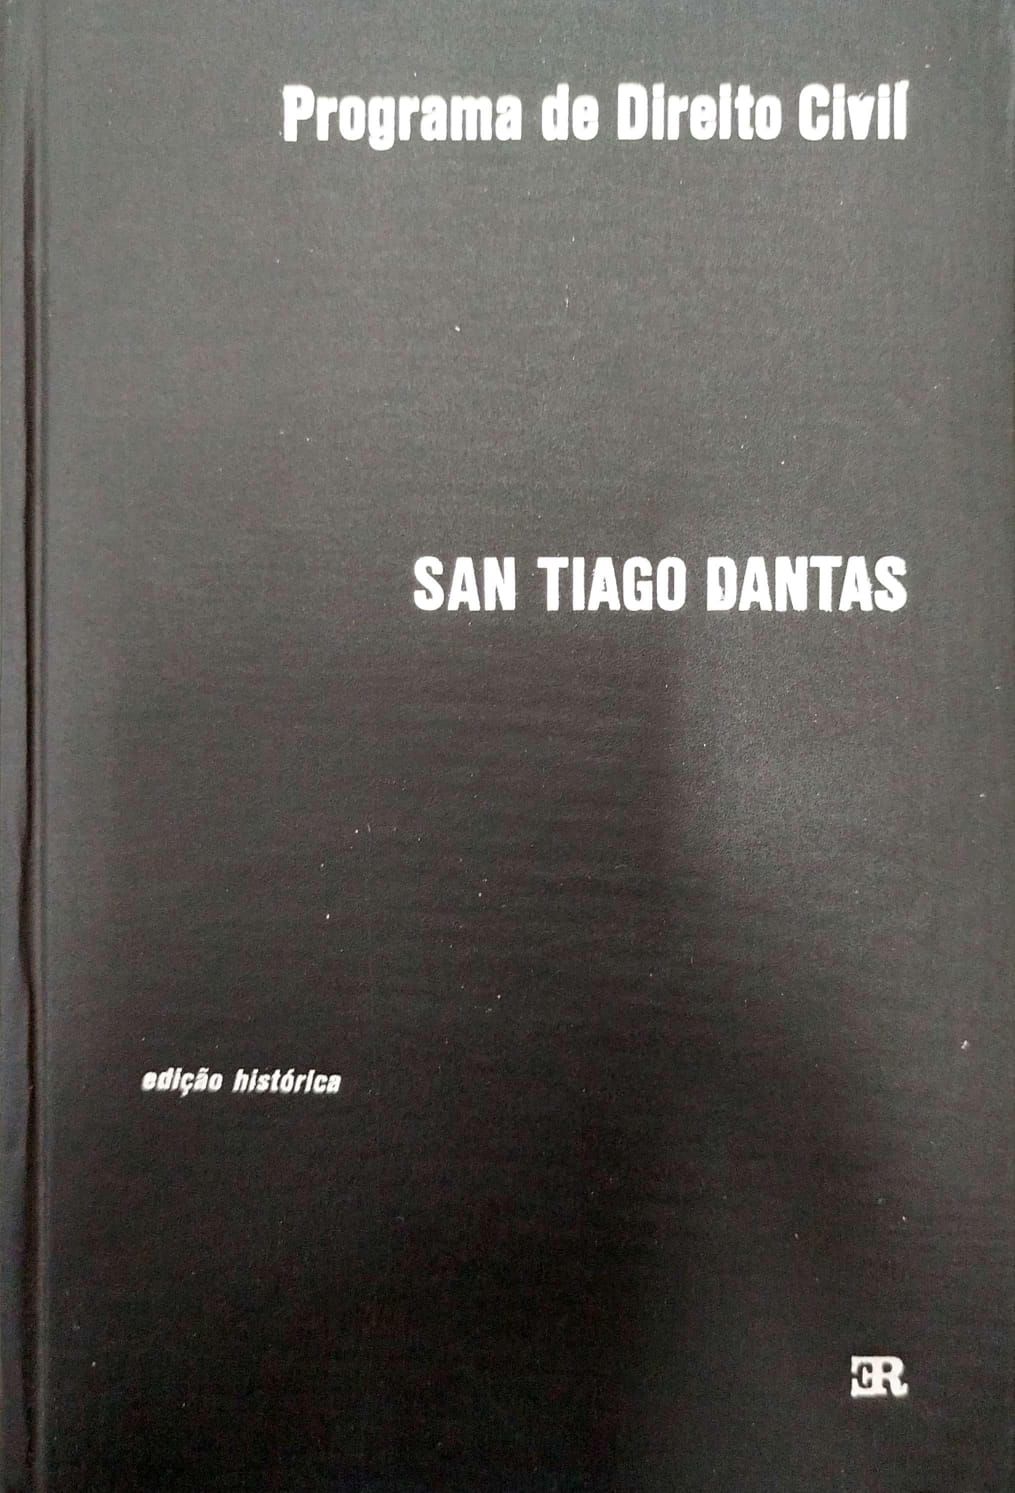 Programa de Direito Civil
SAN TIAGO DANTAS
edição histórica
ER